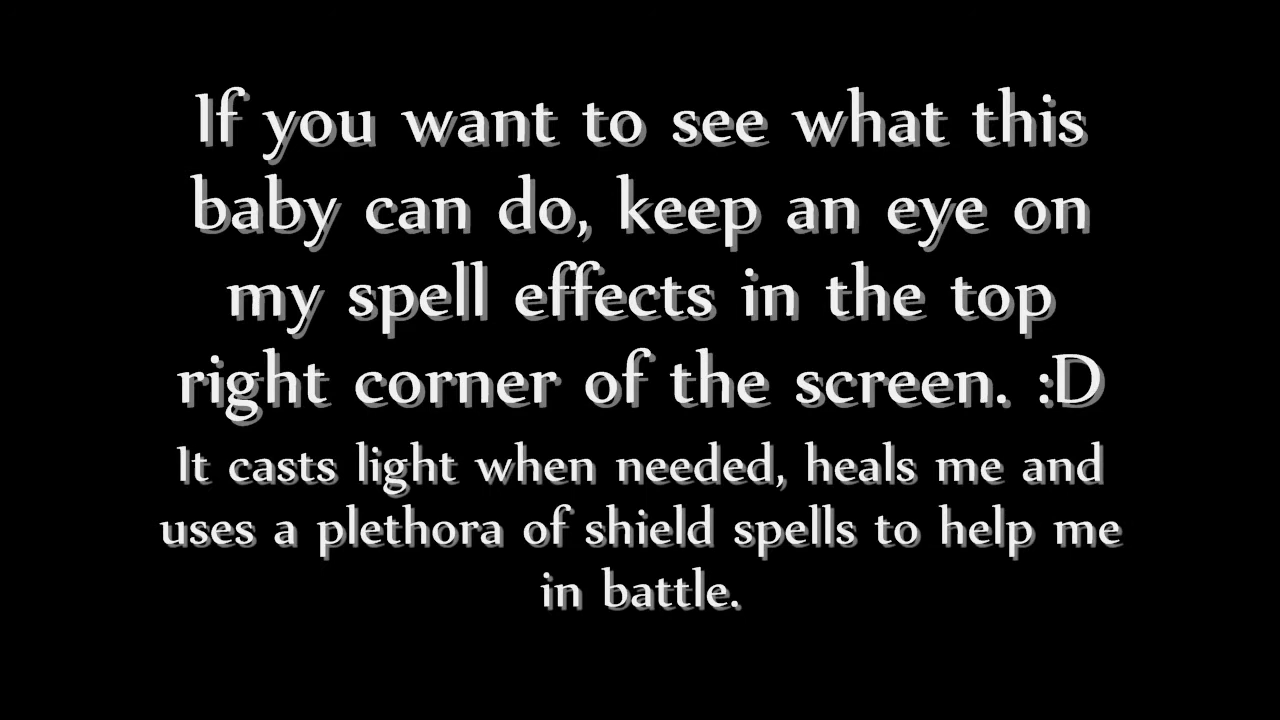 If you want to see what this
baby can do, keep an eye on
my spell effects in the top
right corner of the screen. :D
It casts light when needed, heals me and
uses a plethora of shield spells to help me
in battle.